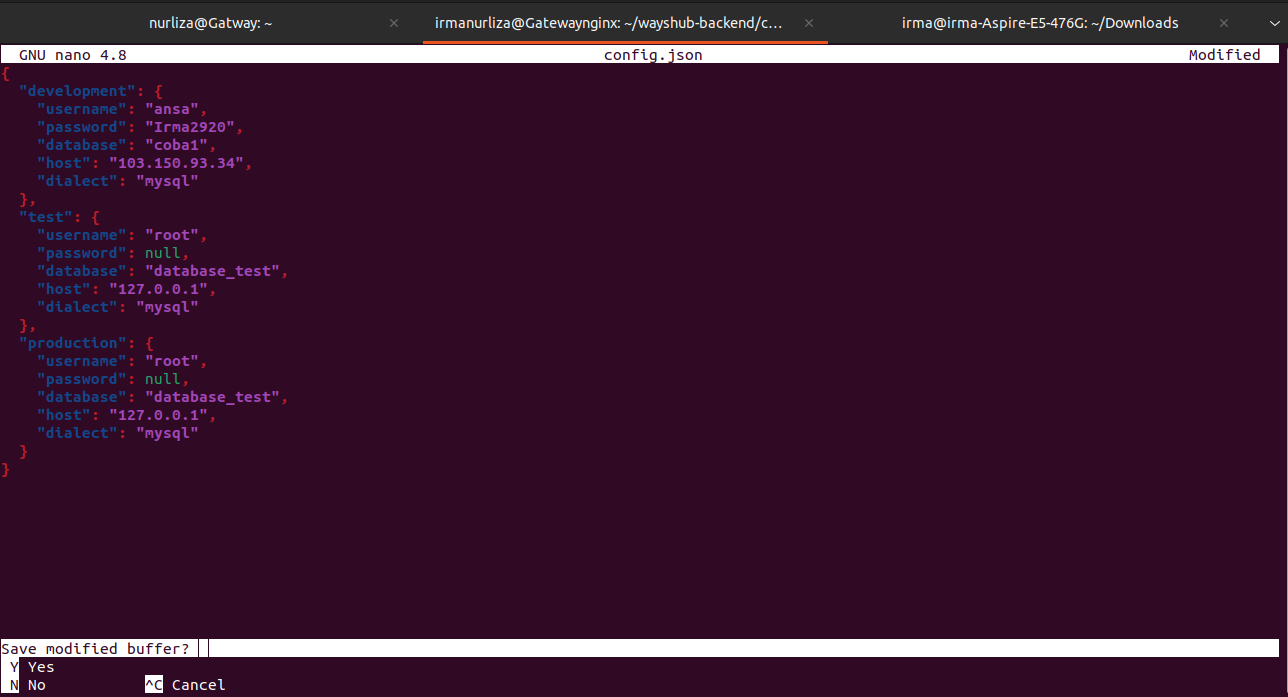 nurliza@Gatway: ~ × irmanurliza@Gatewaynginx: ~/wayshub-backend/c... × irma@irma-Aspire-E5-476G: ~/Downloads ×
GNU nano 4.8 config.json Modified
{
  "development": {
    "username": "ansa",
    "password": "Irma2920",
    "database": "coba1",
    "host": "103.150.93.34",
    "dialect": "mysql"
  },
  "test": {
    "username": "root",
    "password": null,
    "database": "database_test",
    "host": "127.0.0.1",
    "dialect": "mysql"
  },
  "production": {
    "username": "root",
    "password": null,
    "database": "database_test",
    "host": "127.0.0.1",
    "dialect": "mysql"
  }
}
Save modified buffer?
Y Yes
N No ^C Cancel